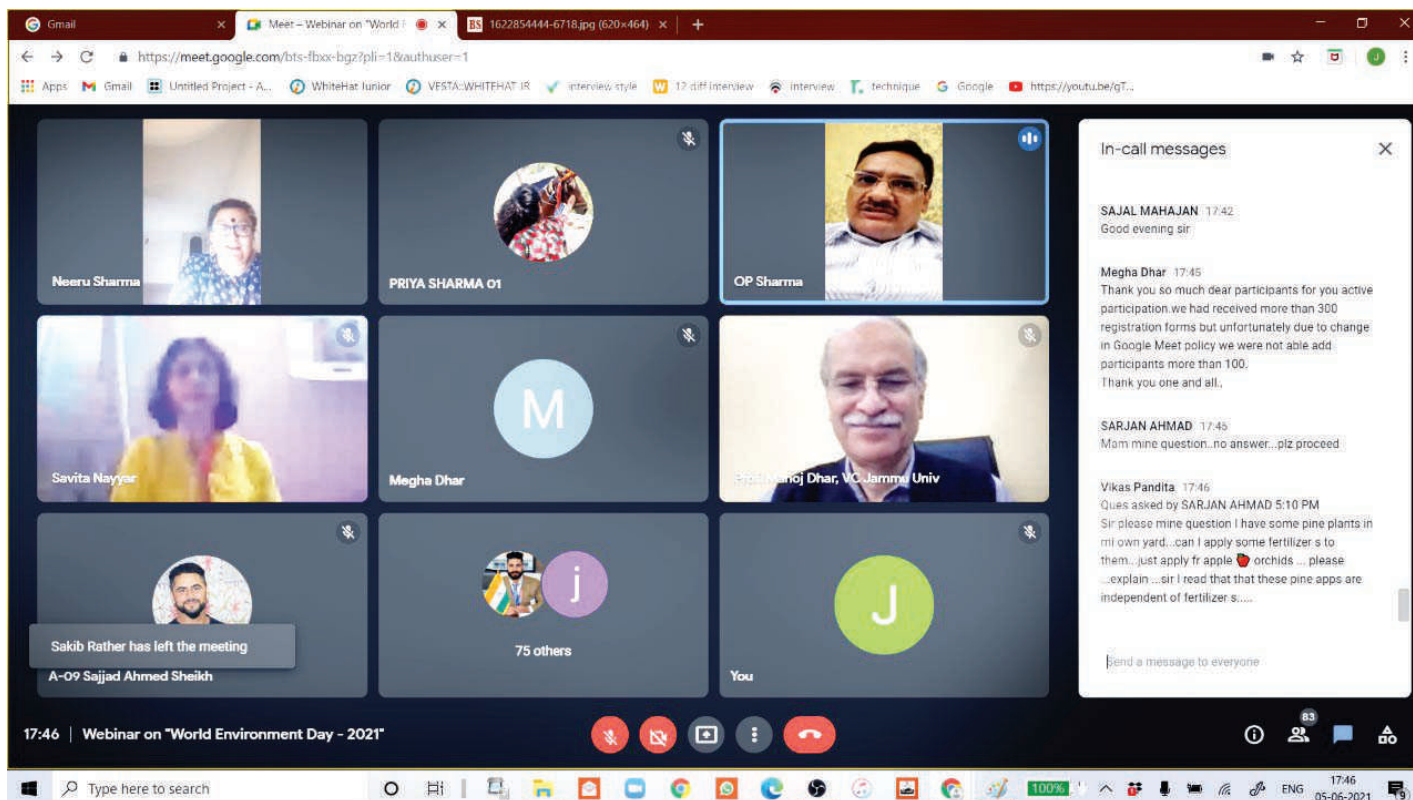 Gmail
Meet – Webinar on "World
1622854444-6718.jpg (620×464)
https://meet.google.com/bts-fbxx-bgz?pli=1&authuser=1
Apps
Gmail
Untitled Project - A...
WhiteHat Junior
VESTA::WHITEHAT JR
interview style
12 diff interview
interview
technique
Google
https://youtu.be/gT...
Neeru Sharma
PRIYA SHARMA 01
OP Sharma
Savita Nayyar
M
Megha Dhar
Manoj Dhar, VC Jammu Univ
Sakib Rather has left the meeting
A-09 Sajjad Ahmed Sheikh
j
75 others
J
You
In-call messages
SAJAL MAHAJAN 17:42
Good evening sir
Megha Dhar 17:45
Thank you so much dear participants for you active
participation.we had received more than 300
registration forms but unfortunately due to change
in Google Meet policy we were not able add
participants more than 100.
Thank you one and all.,
SARJAN AHMAD 17:45
Mam mine question..no answer...plz proceed
Vikas Pandita 17:46
Ques asked by SARJAN AHMAD 5:10 PM
Sir please mine question I have some pine plants in
mi own yard...can I apply some fertilizer s to
them...just apply fr apple 🍎 orchids ... please
...explain ...sir I read that that these pine apps are
independent of fertilizer s.....
Send a message to everyone
17:46 | Webinar on "World Environment Day - 2021"
83
Type here to search
100%
ENG
17:46
05-06-2021